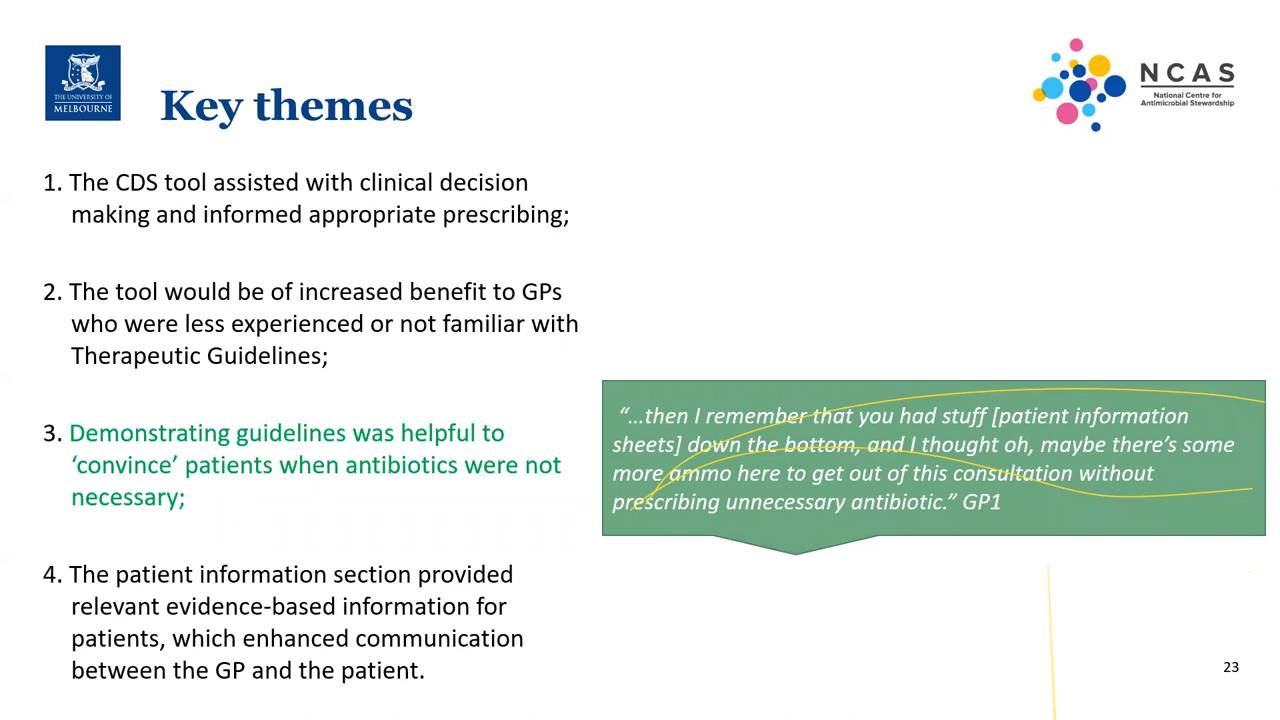 THE UNIVERSITY OF
MELBOURNE
Key themes
NCAS
National Centre for
Antimicrobial Stewardship
1. The CDS tool assisted with clinical decision
making and informed appropriate prescribing;
2. The tool would be of increased benefit to GPs
who were less experienced or not familiar with
Therapeutic Guidelines;
3. Demonstrating guidelines was helpful to
‘convince’ patients when antibiotics were not
necessary;
4. The patient information section provided
relevant evidence-based information for
patients, which enhanced communication
between the GP and the patient.
“…then I remember that you had stuff [patient information
sheets] down the bottom, and I thought oh, maybe there’s some
more ammo here to get out of this consultation without
prescribing unnecessary antibiotic.” GP1
23